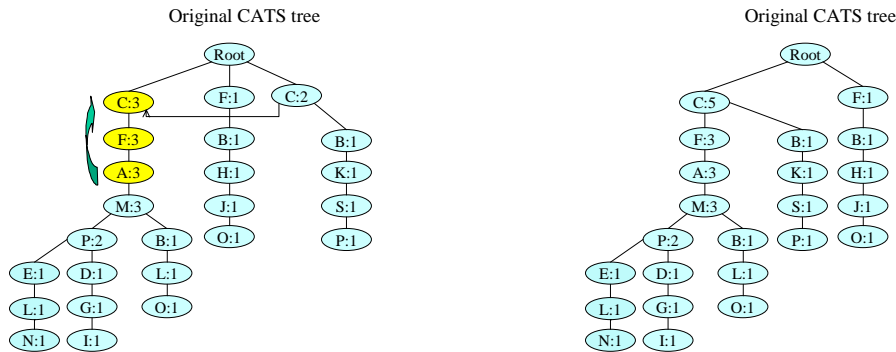 Original CATS tree
Root
C:3 F:1 C:2
F:3 B:1 B:1
A:3 H:1 K:1
M:3 J:1 S:1
P:2 B:1 O:1 P:1
E:1 D:1 L:1
L:1 G:1 O:1
N:1 I:1
Original CATS tree
Root
C:5 F:1
F:3 B:1 B:1
A:3 K:1 H:1
M:3 S:1 J:1
P:2 B:1 P:1 O:1
E:1 D:1 L:1
L:1 G:1 O:1
N:1 I:1